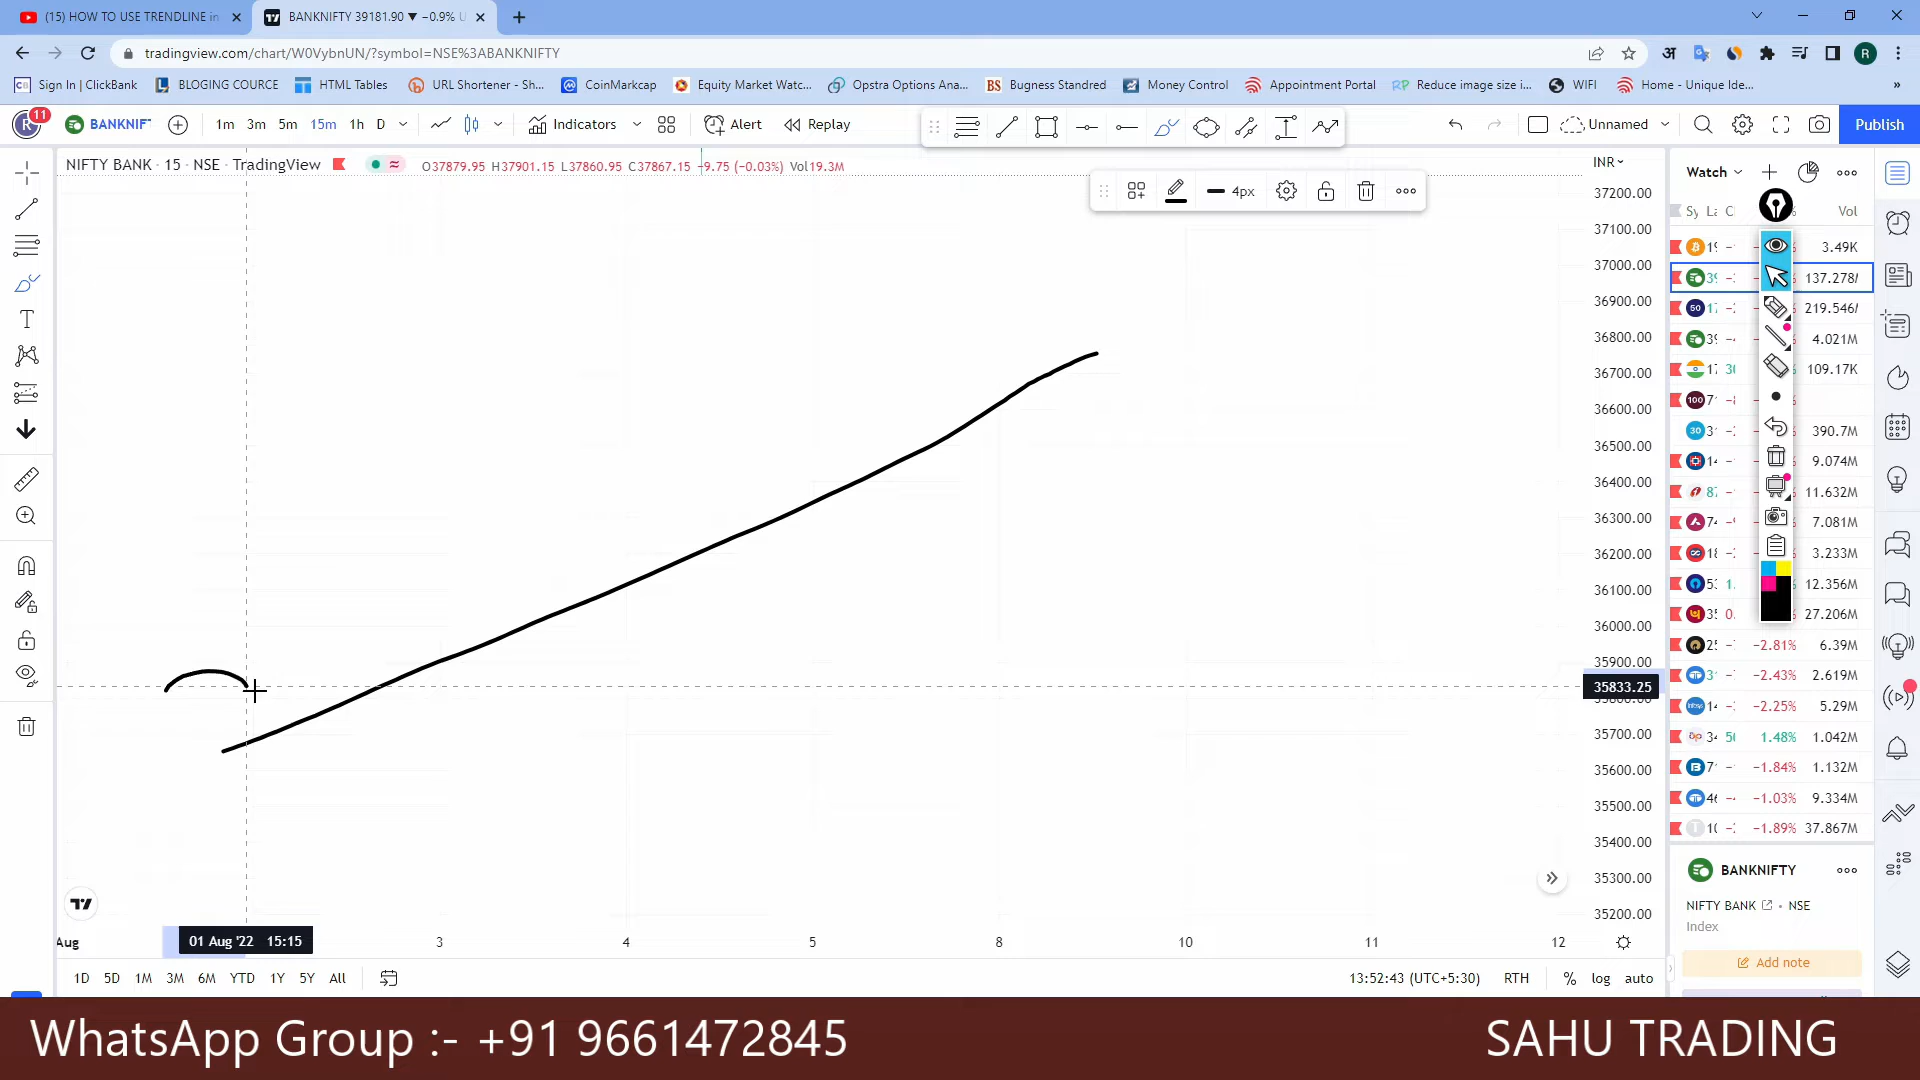 (15) HOW TO USE TRENDLINE in
BANKNIFTY 39181.90 ▼ −0.9% U
tradingview.com/chart/W0VybnUN/?symbol=NSE%3ABANKNIFTY
Sign In | ClickBank
BLOGING COURCE
HTML Tables
URL Shortener - Sh...
CoinMarkcap
Equity Market Watc...
Opstra Options Ana...
Bugness Standred
Money Control
Appointment Portal
Reduce image size i...
WIFI
Home - Unique Ide...
11
BANKNIF
1m 3m 5m 15m 1h D
Indicators
Alert
Replay
Unnamed
Publish
NIFTY BANK · 15 · NSE · TradingView
O37879.95 H37901.15 L37860.95 C37867.15 −9.75 (−0.03%) Vol19.3M
4px
INR
37200.00
37100.00
37000.00
36900.00
36800.00
36700.00
36600.00
36500.00
36400.00
36300.00
36200.00
36100.00
36000.00
35900.00
35833.25
35700.00
35600.00
35500.00
35400.00
35300.00
35200.00
Watch
Vol
3.49K
137.278
219.546
4.021M
109.17K
390.7M
9.074M
11.632M
7.081M
3.233M
12.356M
27.206M
−2.81% 6.39M
−2.43% 2.619M
−2.25% 5.29M
1.48% 1.042M
−1.84% 1.132M
−1.03% 9.334M
−1.89% 37.867M
BANKNIFTY
NIFTY BANK • NSE
Index
Add note
Aug
01 Aug '22 15:15
3 4 5 8 10 11 12
1D 5D 1M 3M 6M YTD 1Y 5Y All
13:52:43 (UTC+5:30)
RTH
% log auto
WhatsApp Group :- +91 9661472845
SAHU TRADING